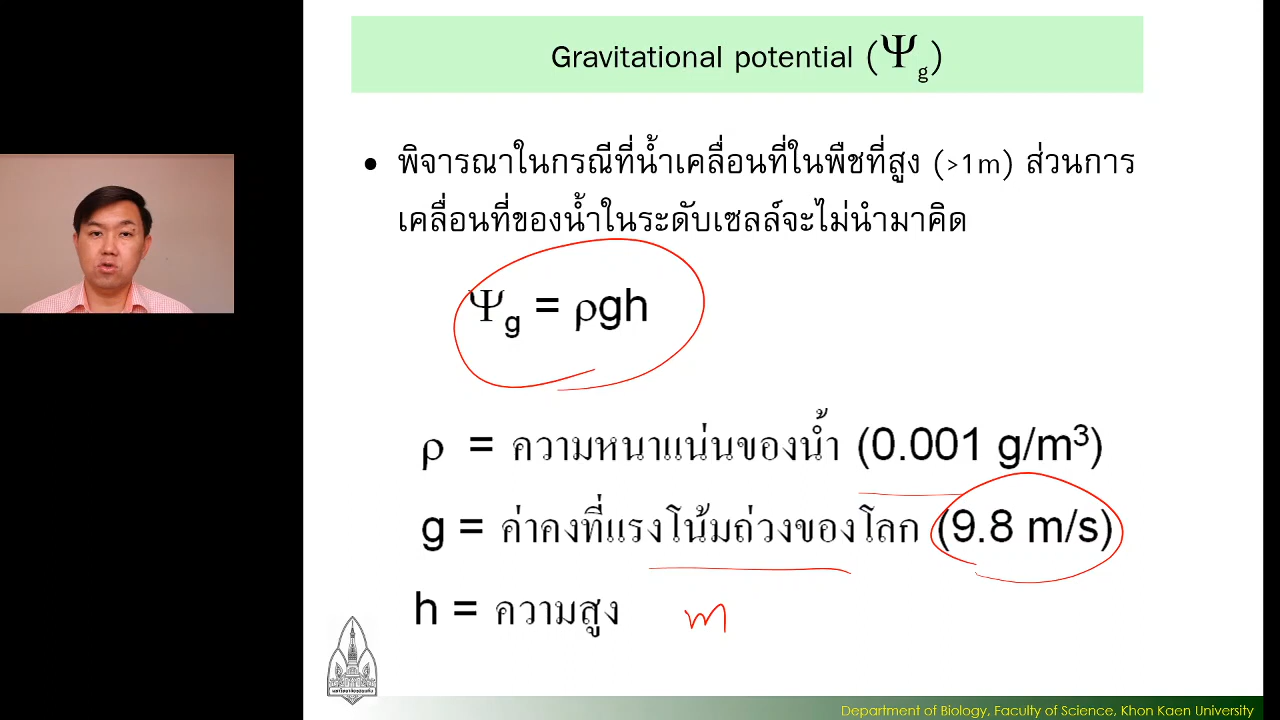 Gravitational potential (Ψg)
• พิจารณาในกรณีที่น้ำเคลื่อนที่ในพืชที่สูง (>1m) ส่วนการ
เคลื่อนที่ของน้ำในระดับเซลล์จะไม่นำมาคิด
Ψg = ρgh
ρ = ความหนาแน่นของน้ำ (0.001 g/m³)
g = ค่าคงที่แรงโน้มถ่วงของโลก (9.8 m/s)
h = ความสูง m
Department of Biology, Faculty of Science, Khon Kaen University